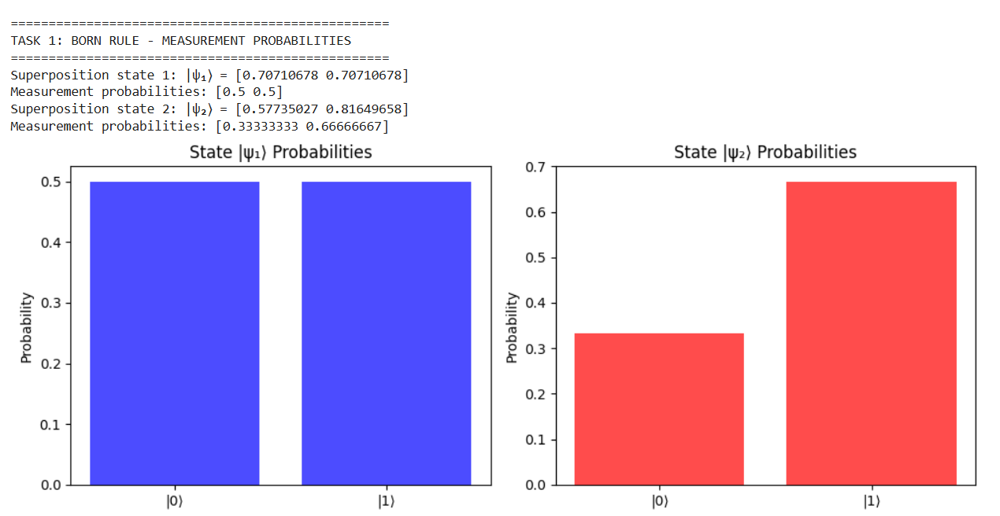 ==================================================
TASK 1: BORN RULE - MEASUREMENT PROBABILITIES
==================================================
Superposition state 1: |ψ₁⟩ = [0.70710678 0.70710678]
Measurement probabilities: [0.5 0.5]
Superposition state 2: |ψ₂⟩ = [0.57735027 0.81649658]
Measurement probabilities: [0.33333333 0.66666667]
State |ψ₁⟩ Probabilities
0.5
0.4
0.3
0.2
0.1
0.0
Probability
|0⟩
|1⟩
State |ψ₂⟩ Probabilities
0.7
0.6
0.5
0.4
0.3
0.2
0.1
0.0
Probability
|0⟩
|1⟩